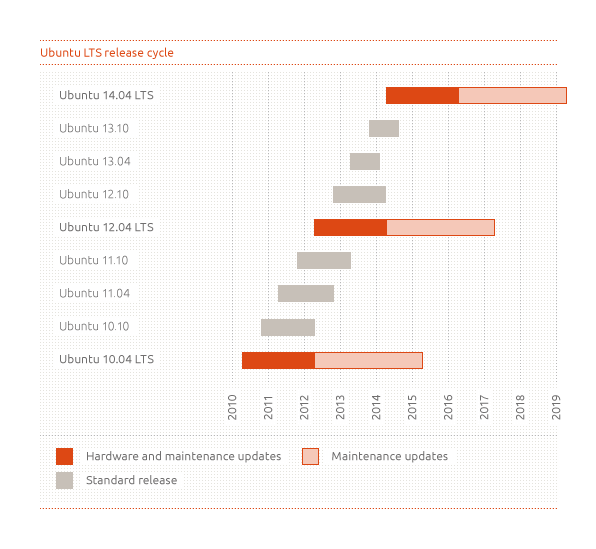 Ubuntu LTS release cycle
Ubuntu 14.04 LTS
Ubuntu 13.10
Ubuntu 13.04
Ubuntu 12.10
Ubuntu 12.04 LTS
Ubuntu 11.10
Ubuntu 11.04
Ubuntu 10.10
Ubuntu 10.04 LTS
2010 2011 2012 2013 2014 2015 2016 2017 2018 2019
Hardware and maintenance updates Maintenance updates
Standard release